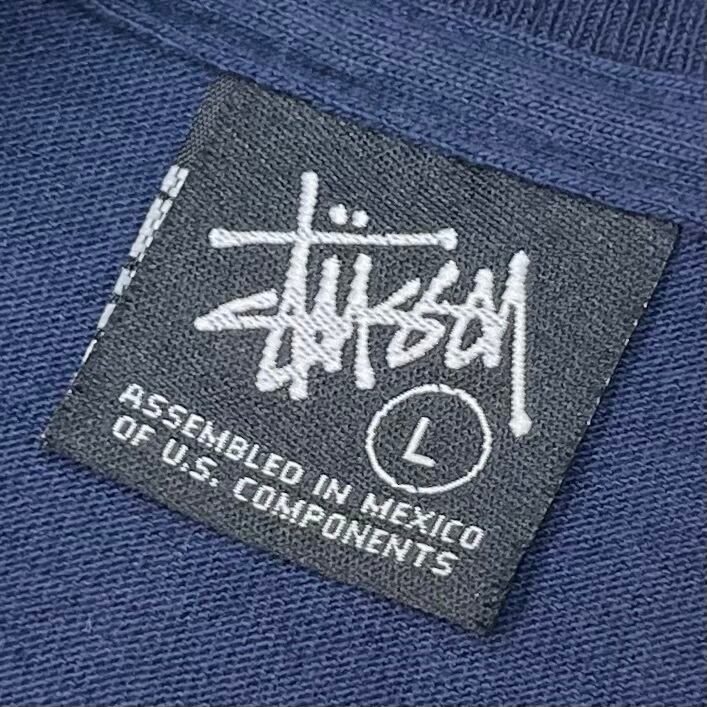 Stüssy
L
ASSEMBLED IN MEXICO
OF U.S. COMPONENTS